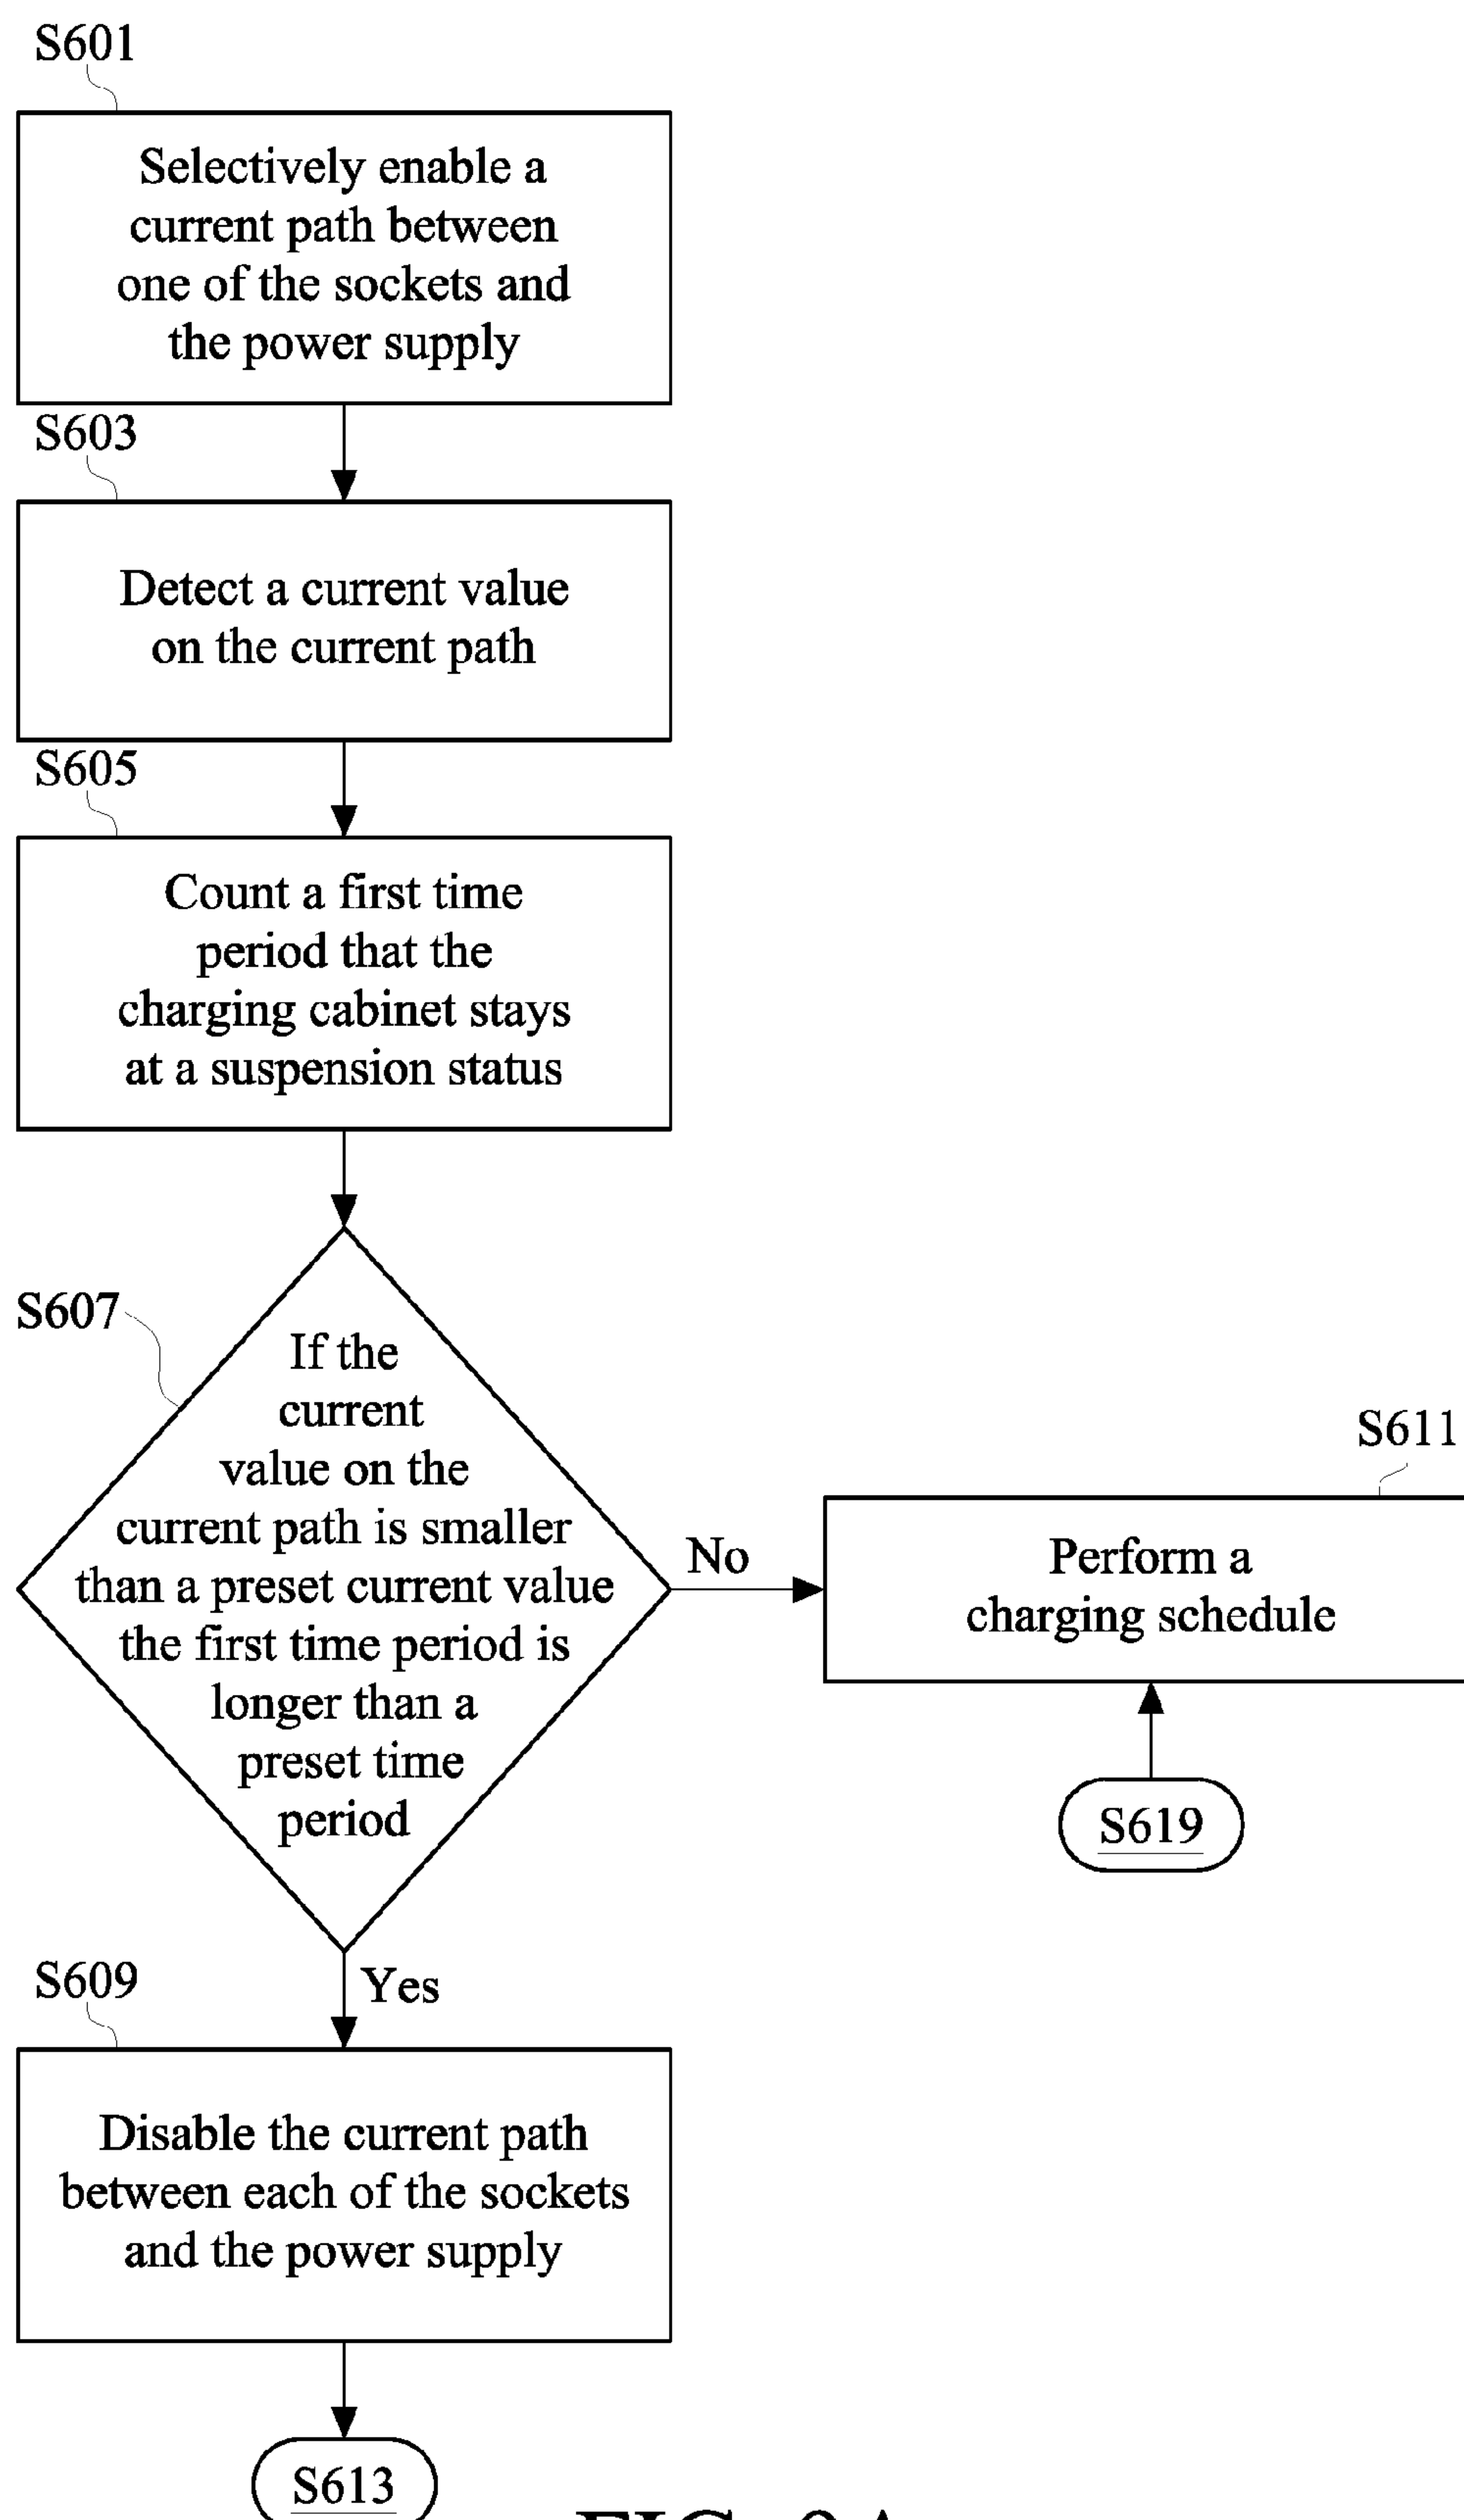 S601
Selectively enable a
current path between
one of the sockets and
the power supply
S603
Detect a current value
on the current path
S605
Count a first time
period that the
charging cabinet stays
at a suspension status
S607
If the
current
value on the
current path is smaller
than a preset current value
the first time period is
longer than a
preset time
period
No
S611
Perform a
charging schedule
S619
Yes
S609
Disable the current path
between each of the sockets
and the power supply
S613